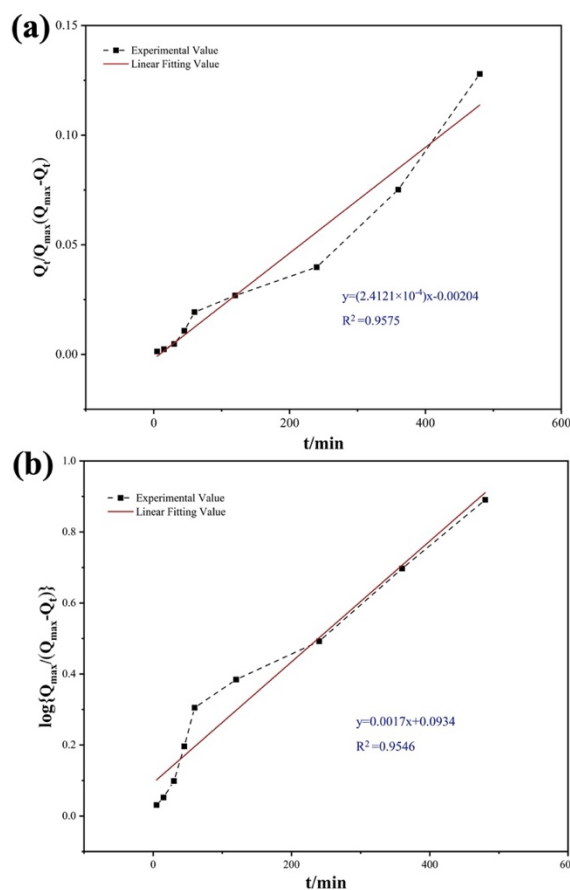 (a)
0.15
Experimental Value
Linear Fitting Value
0.10
Qt/Qmax(Qmax-Qt)
0.05
y=(2.4121×10-4)x-0.00204
R2=0.9575
0.00
0
200
400
600
t/min
(b)
1.0
Experimental Value
Linear Fitting Value
0.8
log{Qmax/(Qmax-Qt)}
0.6
0.4
y=0.0017x+0.0934
R2=0.9546
0.2
0.0
0
200
400
600
t/min